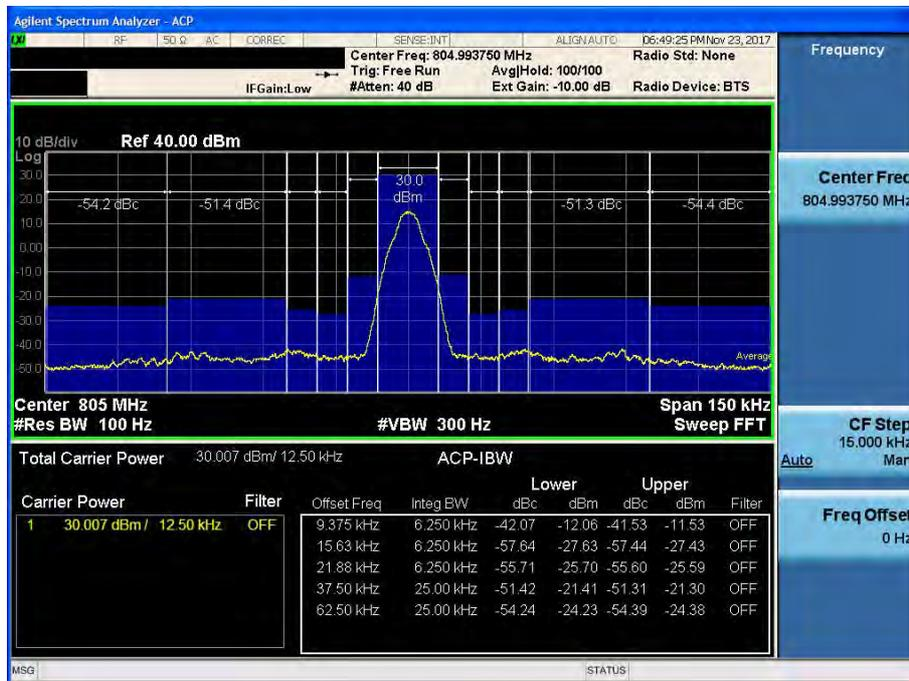 Agilent Spectrum Analyzer - ACP
LXI RF 50 Ω AC CORREC SENSE:INT ALIGN AUTO 06:49:25 PM Nov 23, 2017
Center Freq: 804.993750 MHz Radio Std: None
Trig: Free Run Avg|Hold: 100/100
IFGain:Low #Atten: 40 dB Ext Gain: -10.00 dB Radio Device: BTS
10 dB/div Ref 40.00 dBm
Log
30.0
20.0
10.0
0.00
-10.0
-20.0
-30.0
-40.0
-50.0
-54.2 dBc -51.4 dBc 30.0 dBm -51.3 dBc -54.4 dBc
Average
Center 805 MHz Span 150 kHz
#Res BW 100 Hz #VBW 300 Hz Sweep FFT
Total Carrier Power 30.007 dBm/ 12.50 kHz ACP-IBW
Lower Upper
Carrier Power Filter
1 30.007 dBm / 12.50 kHz OFF
Offset Freq Integ BW dBc dBm dBc dBm Filter
9.375 kHz 6.250 kHz -42.07 -12.06 -41.53 -11.53 OFF
15.63 kHz 6.250 kHz -57.64 -27.63 -57.44 -27.43 OFF
21.88 kHz 6.250 kHz -55.71 -25.70 -55.60 -25.59 OFF
37.50 kHz 25.00 kHz -51.42 -21.41 -51.31 -21.30 OFF
62.50 kHz 25.00 kHz -54.24 -24.23 -54.39 -24.38 OFF
MSG STATUS
Frequency
Center Freq
804.993750 MHz
CF Step
15.000 kHz
Auto Man
Freq Offset
0 Hz